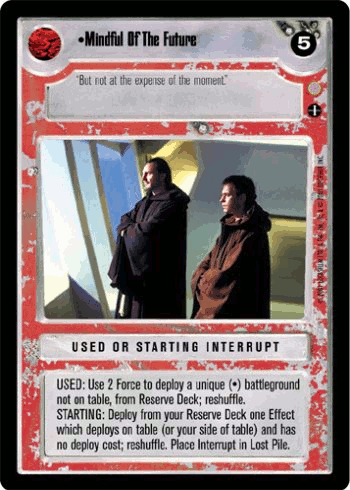 •Mindful Of The Future
5
"But not at the expense of the moment."
USED OR STARTING INTERRUPT
USED: Use 2 Force to deploy a unique (•) battleground
not on table, from Reserve Deck; reshuffle.
STARTING: Deploy from your Reserve Deck one Effect
which deploys on table (or your side of table) and has
no deploy cost; reshuffle. Place Interrupt in Lost Pile.